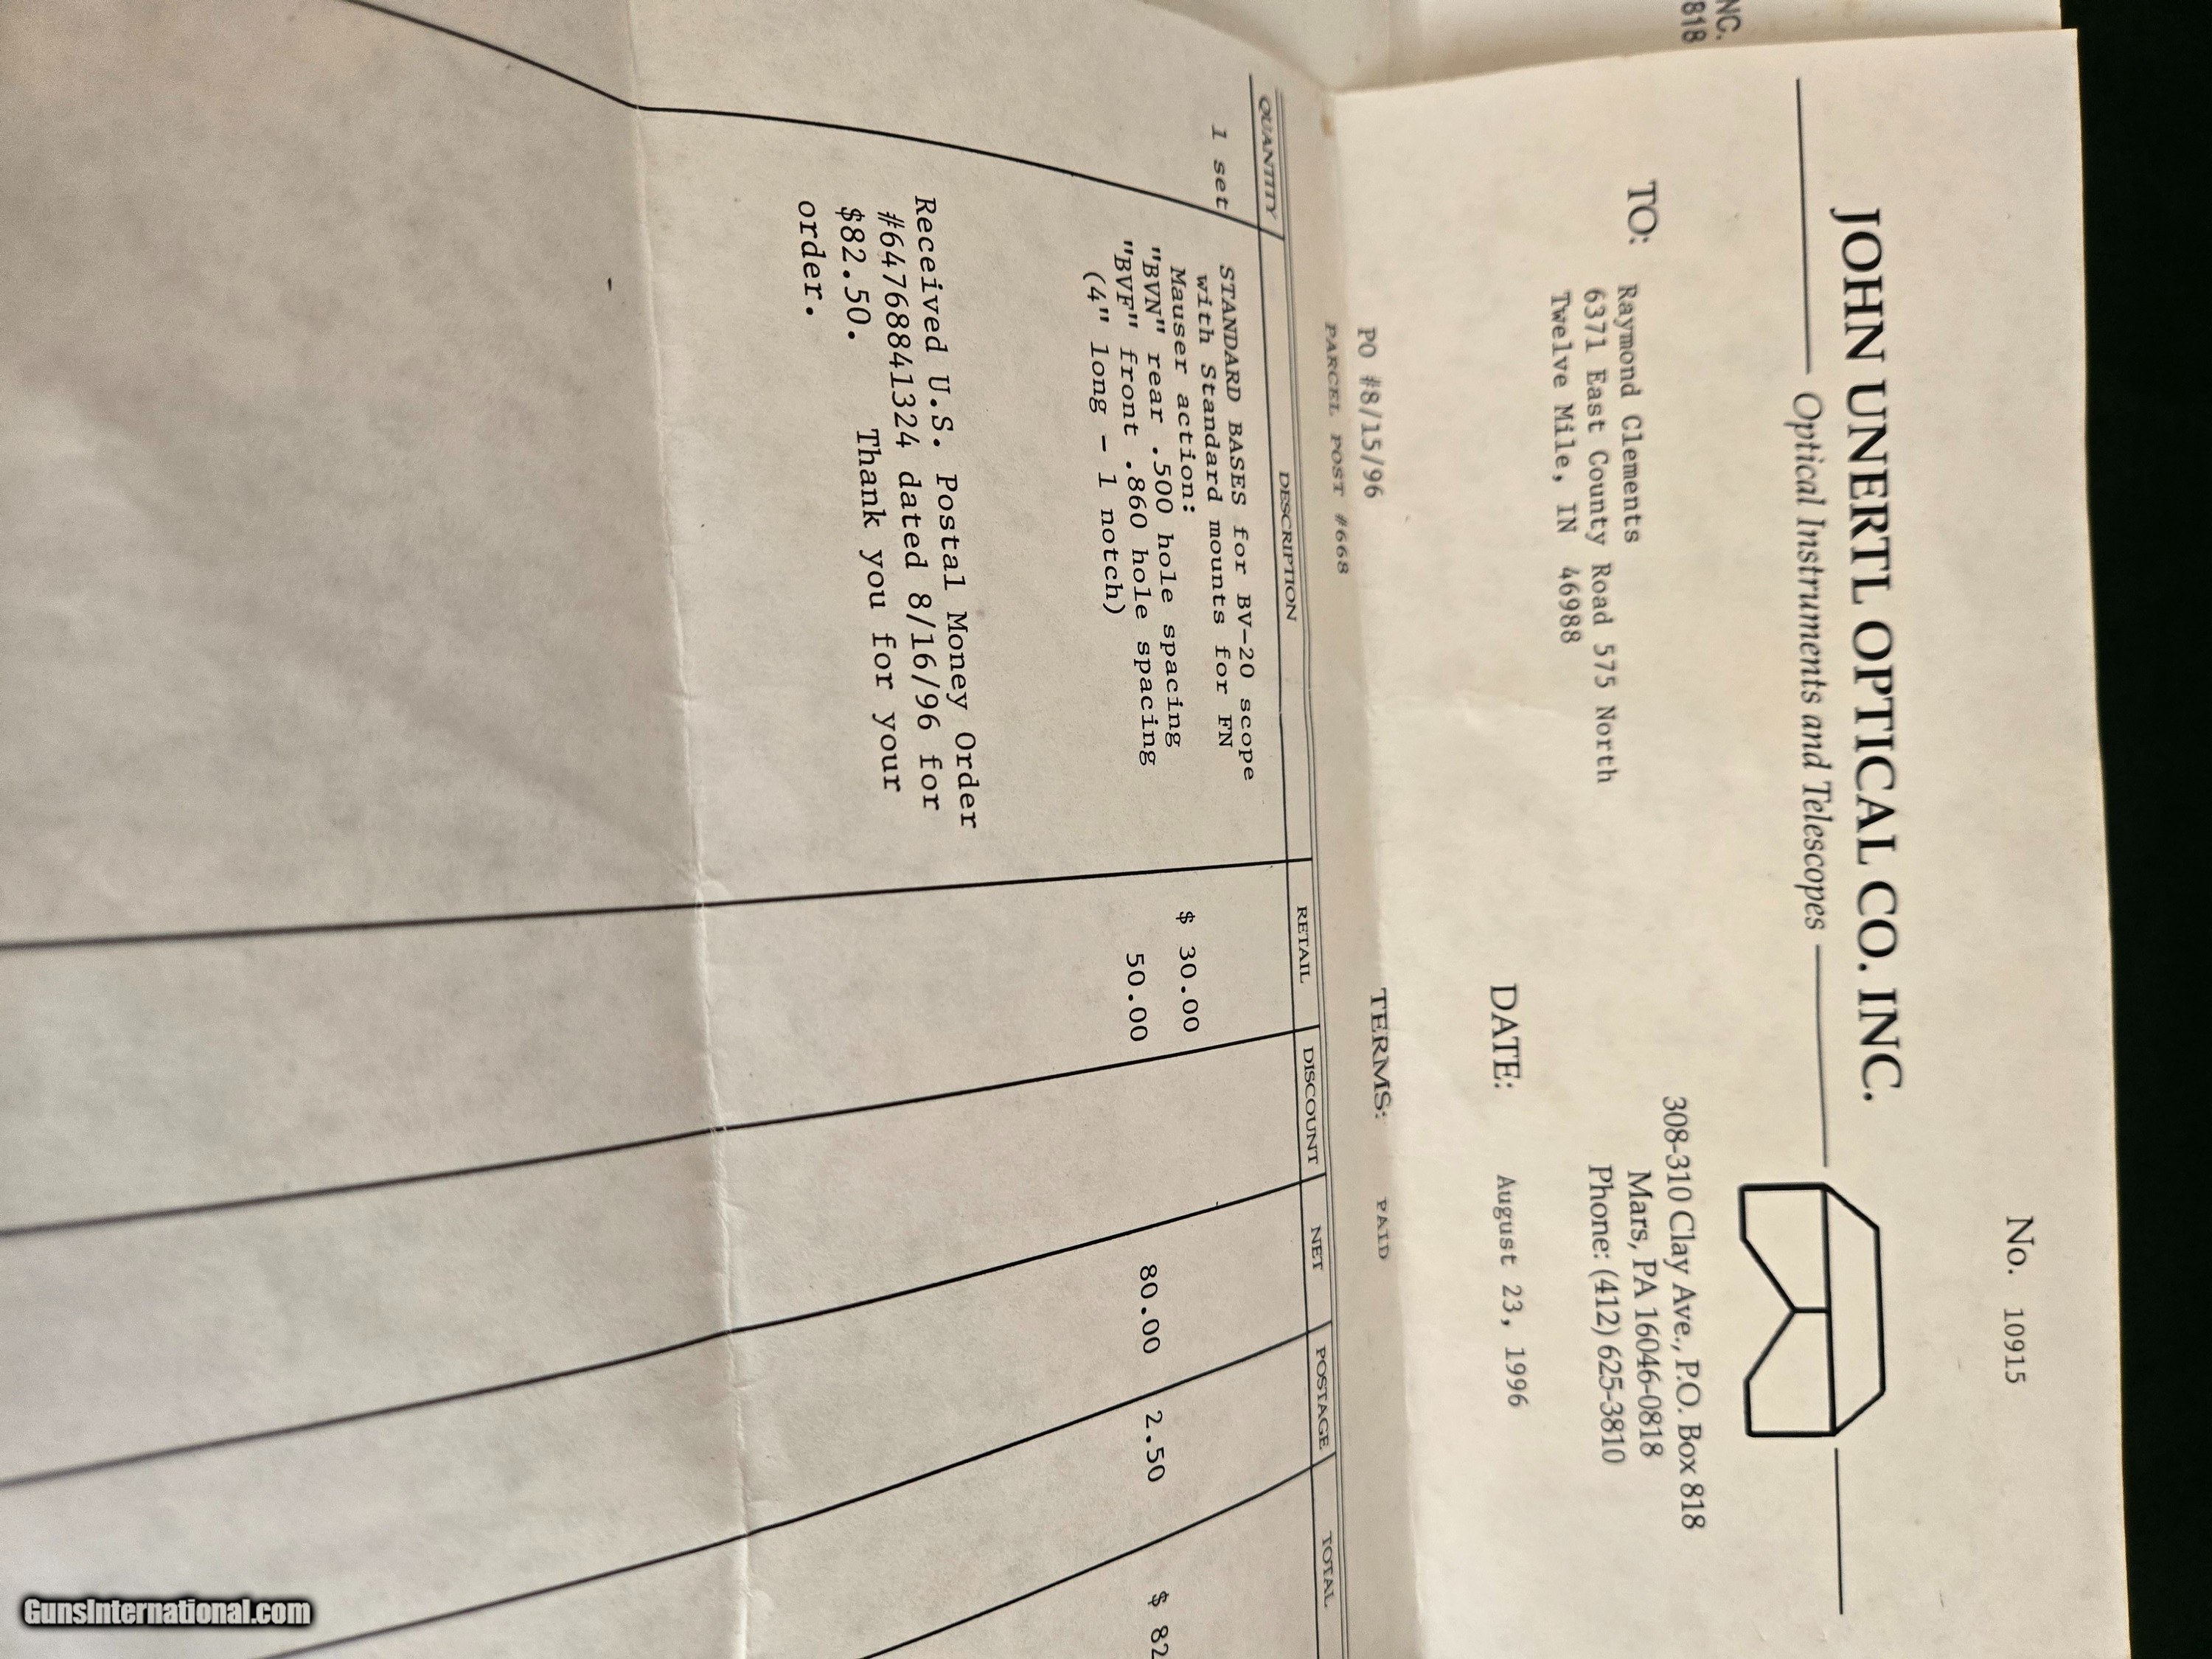 NC.
818
No. 10915
JOHN UNERTL OPTICAL CO. INC.
Optical Instruments and Telescopes
308-310 Clay Ave., P.O. Box 818
Mars, PA 16046-0818
Phone: (412) 625-3810
TO: Raymond Clements
6371 East County Road 575 North
Twelve Mile, IN 46988
DATE: August 23, 1996
PO #8/15/96
TERMS: PAID
PARCEL POST #668
QUANTITY DESCRIPTION RETAIL DISCOUNT NET POSTAGE TOTAL
1 set STANDARD BASES for BV-20 scope
with Standard mounts for FN
Mauser action:
"BVN" rear .500 hole spacing $ 30.00
"BVF" front .860 hole spacing 50.00 80.00 2.50 $ 82
(4" long - 1 notch)
Received U.S. Postal Money Order
#64768841324 dated 8/16/96 for
$82.50. Thank you for your
order.
GunsInternational.com